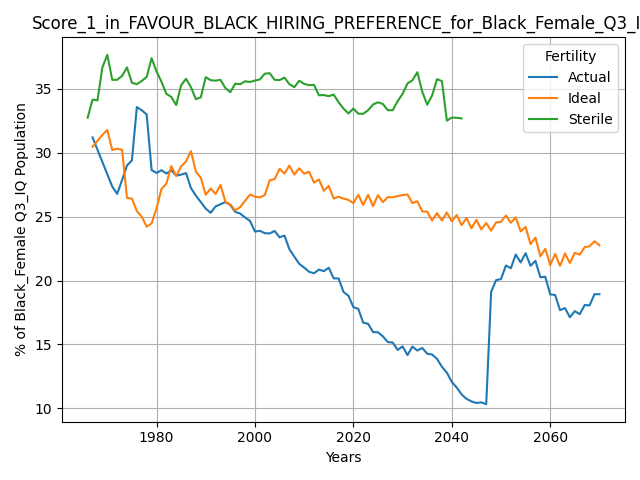 Score_1_in_FAVOUR_BLACK_HIRING_PREFERENCE_for_Black_Female_Q3_I
Fertility
Actual
Ideal
Sterile
% of Black_Female Q3_IQ Population
35
30
25
20
15
10
1980
2000
2020
2040
2060
Years